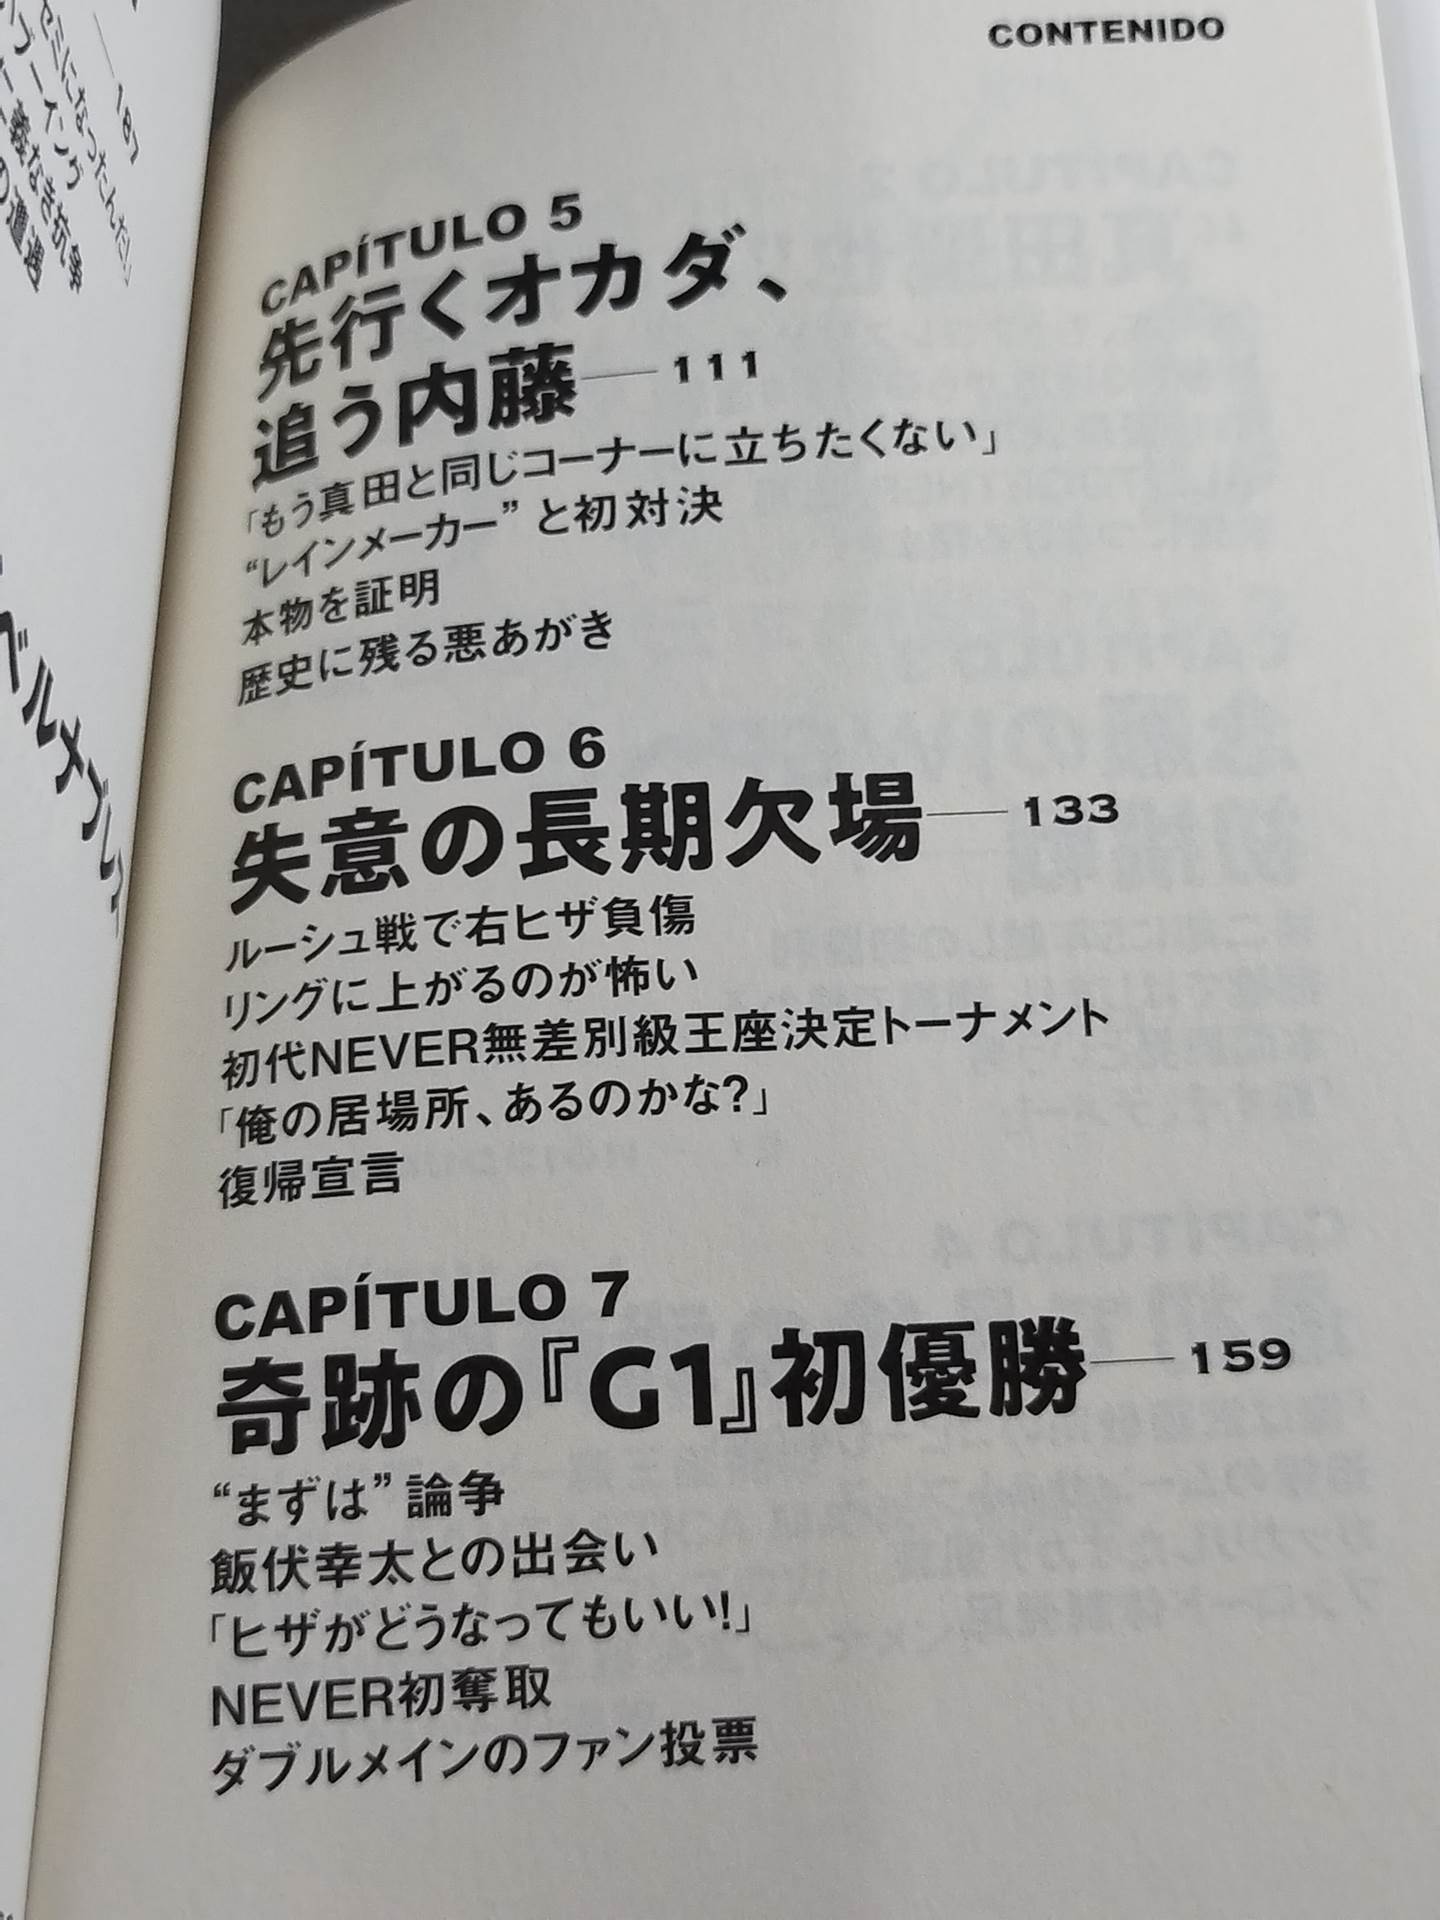 CONTENIDO
CAPÍTULO 5
先行くオカダ、
追う内藤――111
「もう真田と同じコーナーに立ちたくない」
“レインメーカー”と初対決
本物を証明
歴史に残る悪あがき
CAPÍTULO 6
失意の長期欠場――133
ルーシュ戦で右ヒザ負傷
リングに上がるのが怖い
初代NEVER無差別級王座決定トーナメント
「俺の居場所、あるのかな?」
復帰宣言
CAPÍTULO 7
奇跡の『G1』初優勝――159
“まずは”論争
飯伏幸太との出会い
「ヒザがどうなってもいい!」
NEVER初奪取
ダブルメインのファン投票